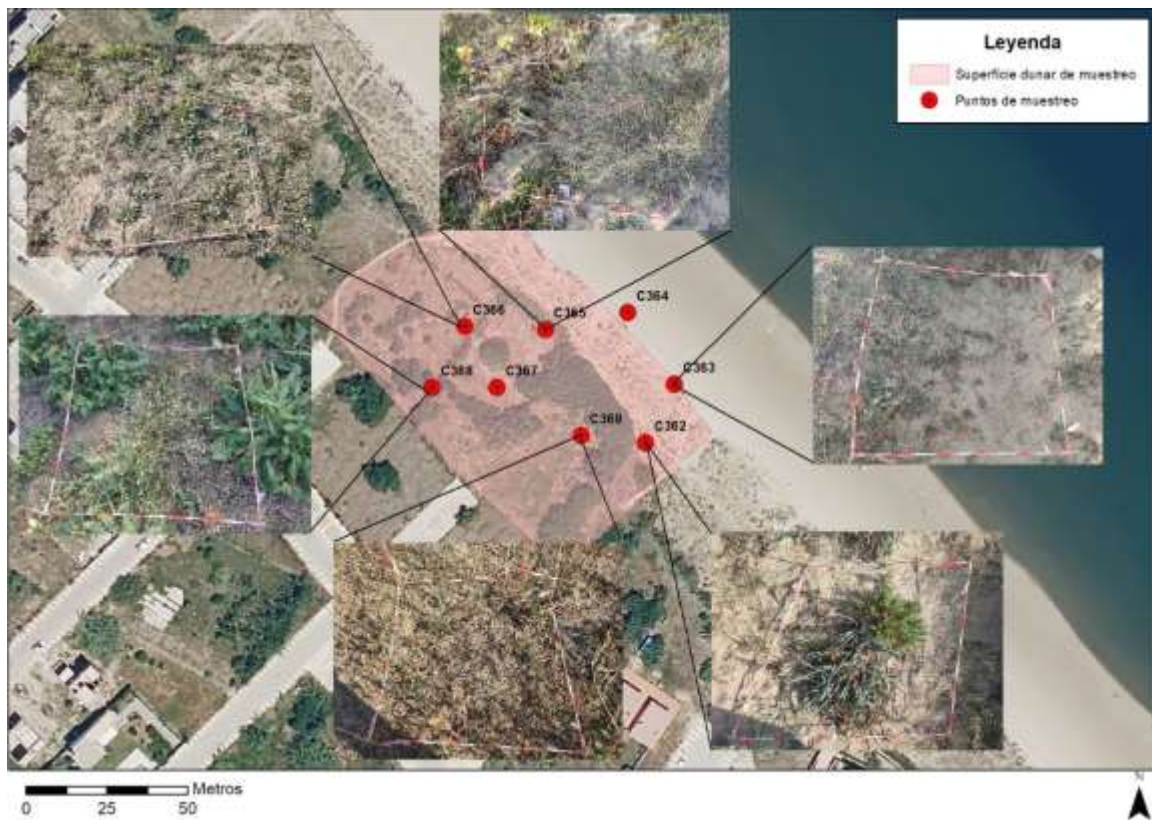 Leyenda
Superficie dunar de muestreo
Puntos de muestreo
C364
C366
C365
C363
C368
C367
C369
C362
Metros
0 25 50
N